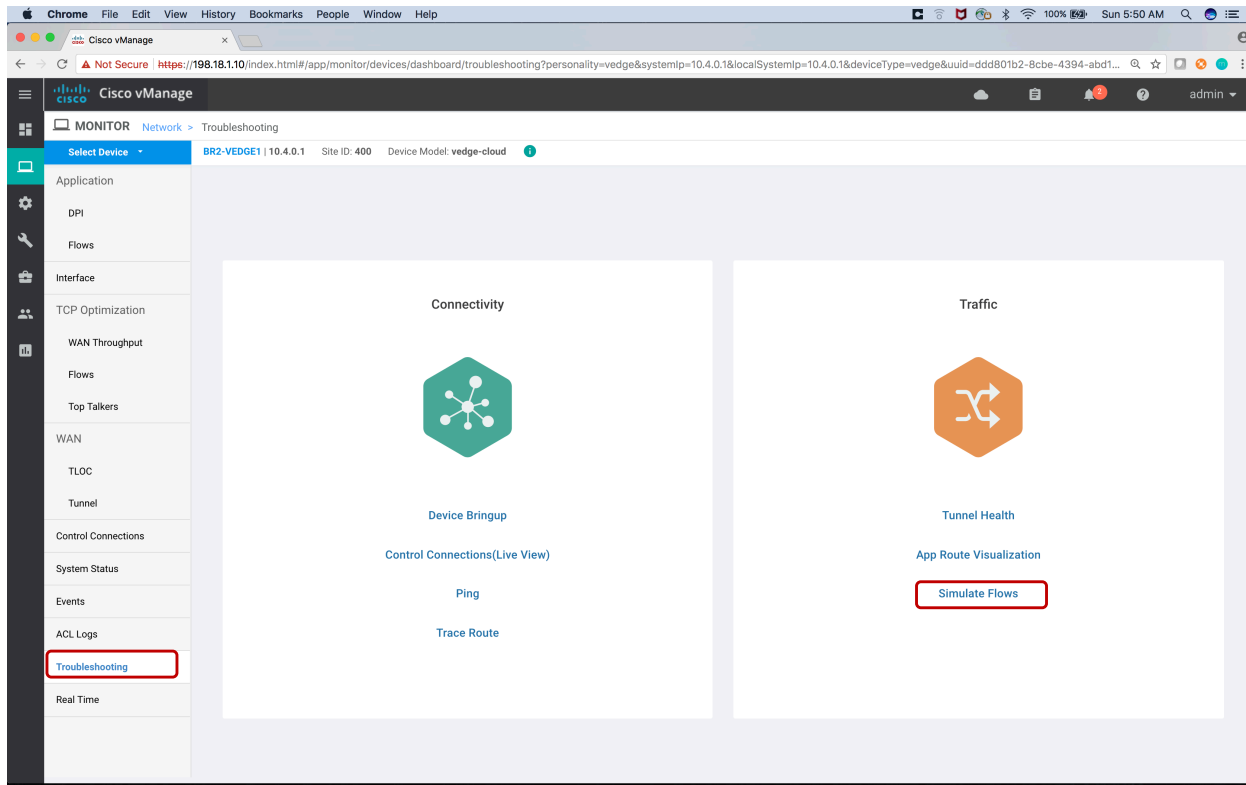 Chrome File Edit View History Bookmarks People Window Help 100% Sun 5:50 AM
Cisco vManage ×
Not Secure https://198.18.1.10/index.html#/app/monitor/devices/dashboard/troubleshooting?personality=vedge&systemIp=10.4.0.1&localSystemIp=10.4.0.1&deviceType=vedge&uuid=ddd801b2-8cbe-4394-abd1...
cisco Cisco vManage 2 admin
MONITOR Network > Troubleshooting
Select Device BR2-VEDGE1 | 10.4.0.1 Site ID: 400 Device Model: vedge-cloud i
Application
DPI
Flows
Interface
TCP Optimization
WAN Throughput
Flows
Top Talkers
WAN
TLOC
Tunnel
Control Connections
System Status
Events
ACL Logs
Troubleshooting
Real Time
Connectivity
Device Bringup
Control Connections(Live View)
Ping
Trace Route
Traffic
Tunnel Health
App Route Visualization
Simulate Flows